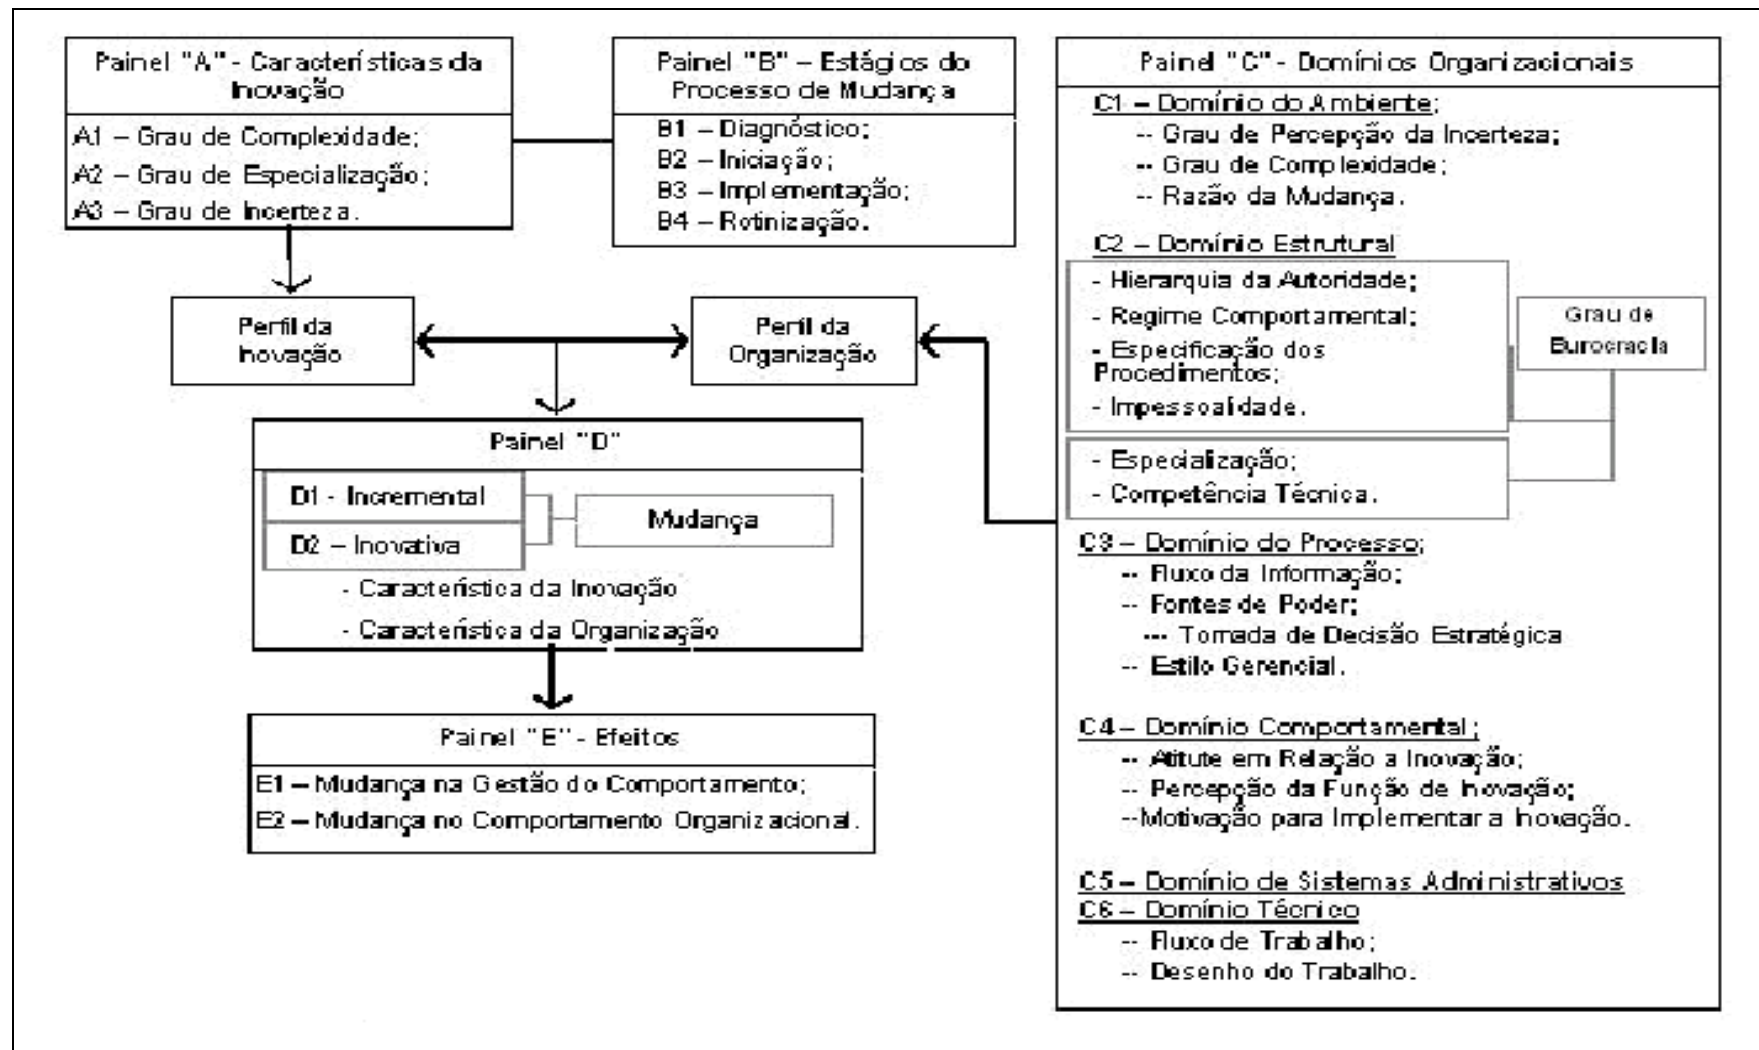 Painel "A"- Características da
Inovação
A1 – Grau de Complexidade;
A2 – Grau de Especialização;
A3 – Grau de Incerteza.
Painel "B" – Estágios do
Processo de Mudança
B1 – Diagnóstico;
B2 – Iniciação;
B3 – Implementação;
B4 – Rotinização.
Perfil da
Inovação
Perfil da
Organização
Painel "D"
D1 - Incremental
D2 – Inovativa
Mudança
- Característica da Inovação
- Característica da Organização
Painel "E"- Efeitos
E1 – Mudança na Gestão do Comportamento;
E2 – Mudança no Comportamento Organizacional.
Painel "C"- Domínios Organizacionais
C1 – Domínio do Ambiente;
-- Grau de Percepção da Incerteza;
-- Grau de Complexidade;
-- Razão da Mudança.
C2 – Domínio Estrutural
- Hierarquia da Autoridade;
- Regime Comportamental;
- Especificação dos
Procedimentos;
- Impessoalidade.
- Especialização;
- Competência Técnica.
Grau de
Burocracia
C3 – Domínio do Processo;
-- Fluxo da Informação;
-- Fontes de Poder;
--- Tomada de Decisão Estratégica
-- Estilo Gerencial.
C4 – Domínio Comportamental;
-- Atitute em Relação a Inovação;
-- Percepção da Função de Inovação;
--Motivação para Implementar a Inovação.
C5 – Domínio de Sistemas Administrativos
C6 – Domínio Técnico
-- Fluxo de Trabalho;
-- Desenho do Trabalho.